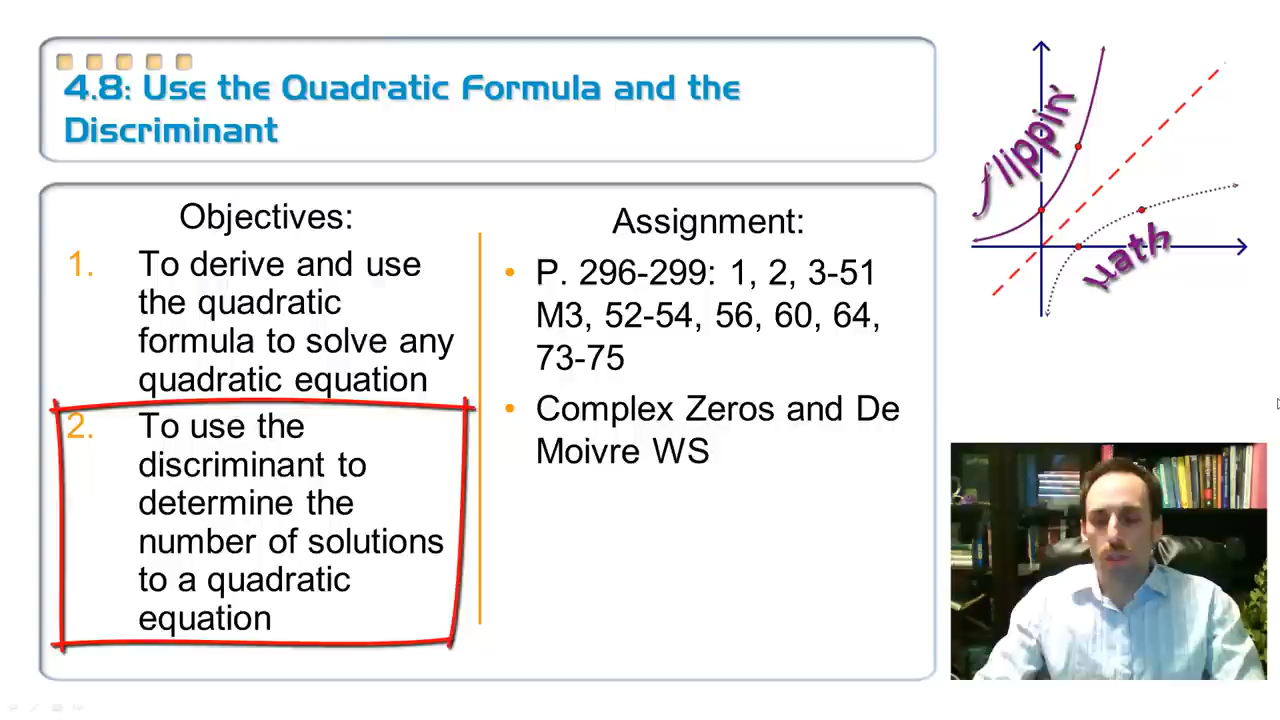 4.8: Use the Quadratic Formula and the
Discriminant
Objectives:
1. To derive and use
the quadratic
formula to solve any
quadratic equation
2. To use the
discriminant to
determine the
number of solutions
to a quadratic
equation
Assignment:
• P. 296-299: 1, 2, 3-51
M3, 52-54, 56, 60, 64,
73-75
• Complex Zeros and De
Moivre WS
flippin'
math